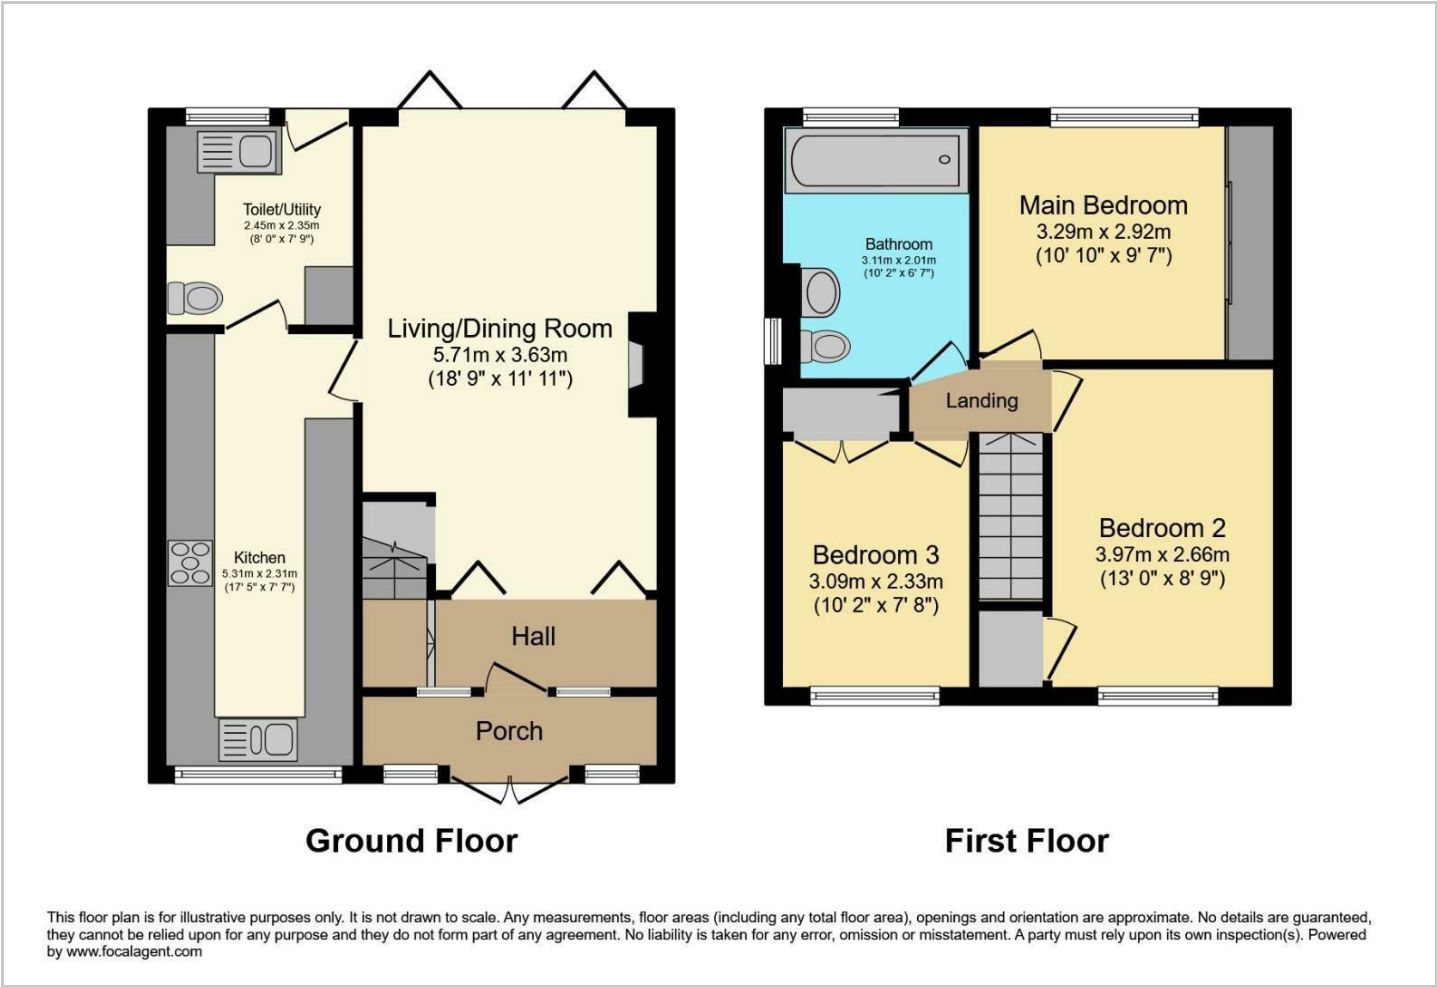 Toilet/Utility
2.45m x 2.35m
(8' 0" x 7' 9")
Living/Dining Room
5.71m x 3.63m
(18' 9" x 11' 11")
Kitchen
5.31m x 2.31m
(17' 5" x 7' 7")
Hall
Porch
Ground Floor
Bathroom
3.11m x 2.01m
(10' 2" x 6' 7")
Main Bedroom
3.29m x 2.92m
(10' 10" x 9' 7")
Landing
Bedroom 2
3.97m x 2.66m
(13' 0" x 8' 9")
Bedroom 3
3.09m x 2.33m
(10' 2" x 7' 8")
First Floor
This floor plan is for illustrative purposes only. It is not drawn to scale. Any measurements, floor areas (including any total floor area), openings and orientation are approximate. No details are guaranteed,
they cannot be relied upon for any purpose and they do not form part of any agreement. No liability is taken for any error, omission or misstatement. A party must rely upon its own inspection(s). Powered
by www.focalagent.com